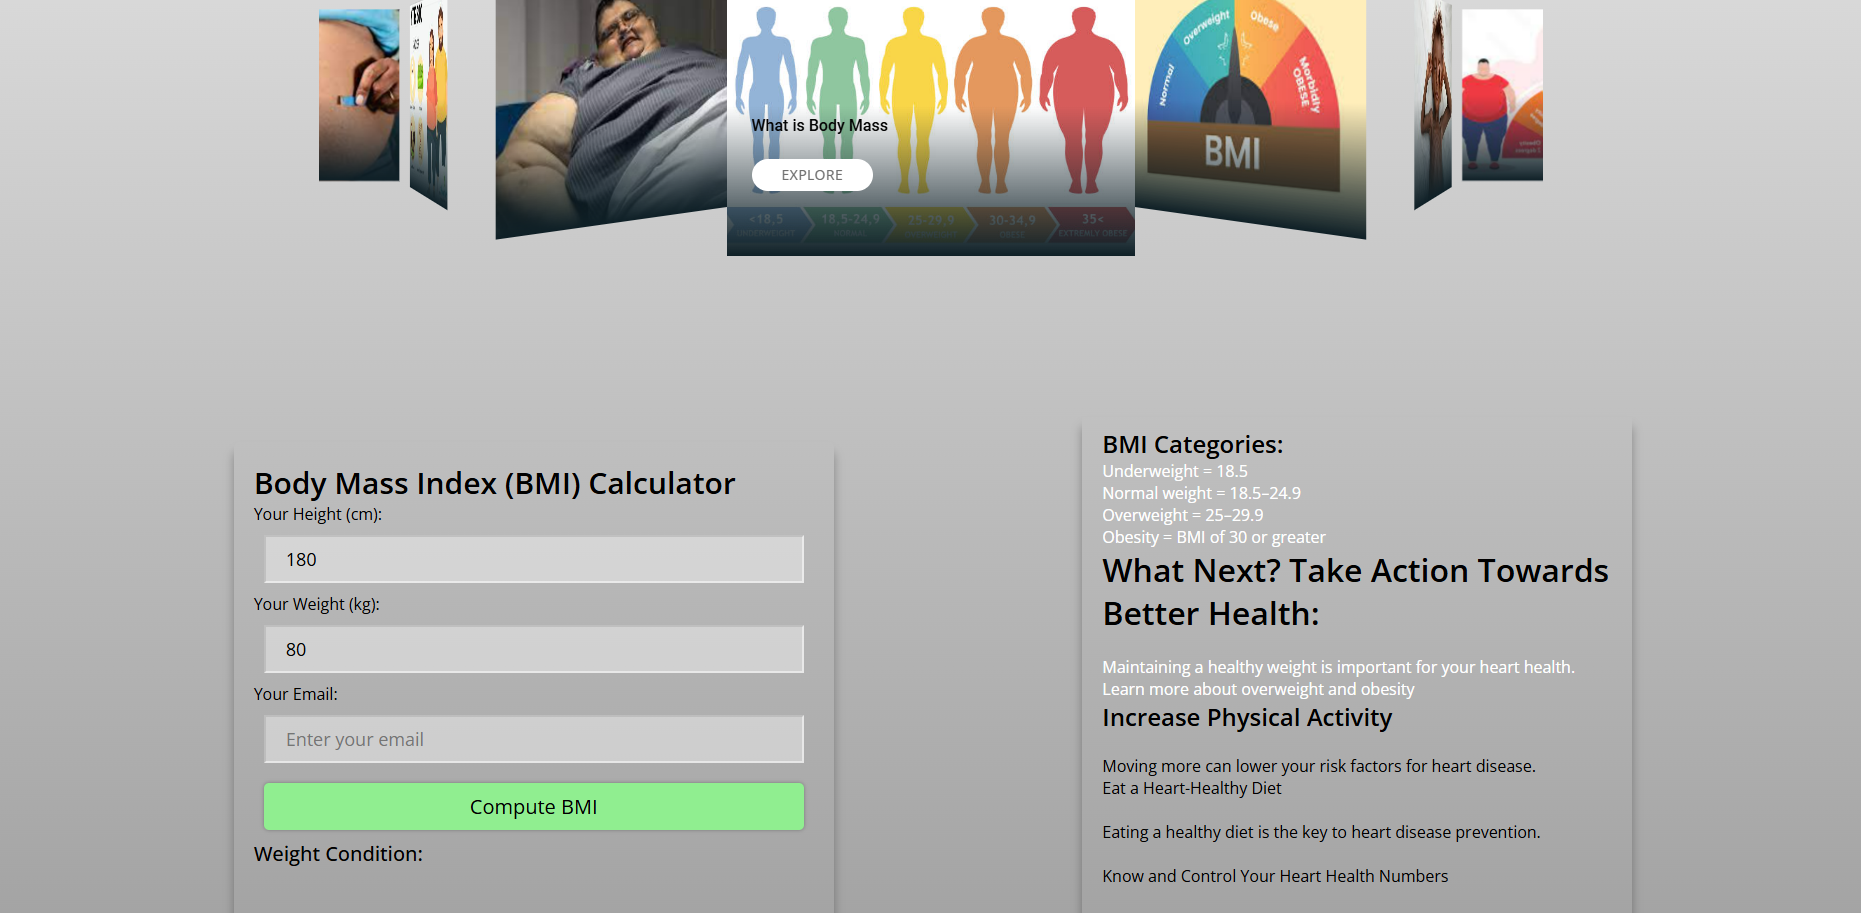 Overweight
Obese
Normal
Morbidly
OBESE
BMI
What is Body Mass
EXPLORE
<18,5
18,5-24,9
25-29,9
30-34,9
35<
UNDERWEIGHT
NORMAL
OBESE
EXTREMLY OBESE
Body Mass Index (BMI) Calculator
Your Height (cm):
180
Your Weight (kg):
80
Your Email:
Enter your email
Compute BMI
Weight Condition:
BMI Categories:
Underweight = 18.5
Normal weight = 18.5–24.9
Overweight = 25–29.9
Obesity = BMI of 30 or greater
What Next? Take Action Towards
Better Health:
Maintaining a healthy weight is important for your heart health.
Learn more about overweight and obesity
Increase Physical Activity
Moving more can lower your risk factors for heart disease.
Eat a Heart-Healthy Diet
Eating a healthy diet is the key to heart disease prevention.
Know and Control Your Heart Health Numbers